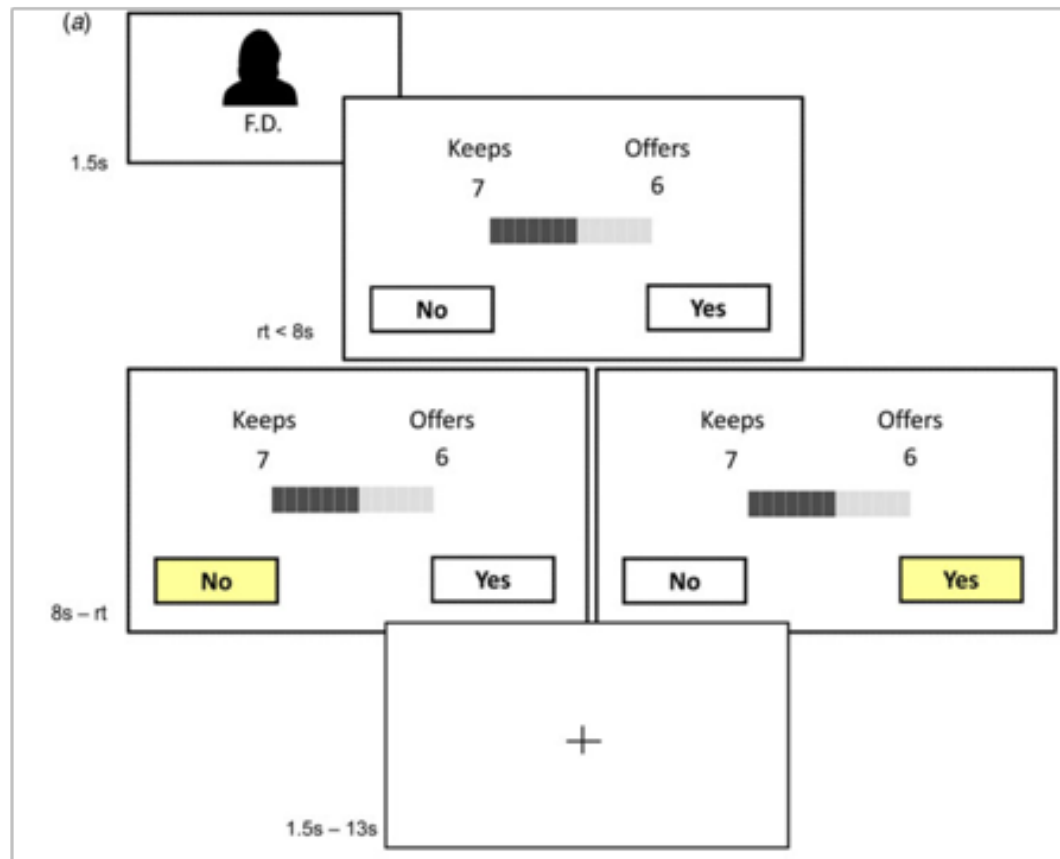 (a)
F.D.
1.5s
Keeps Offers
7 6
No Yes
rt < 8s
Keeps Offers
7 6
No Yes
Keeps Offers
7 6
No Yes
8s – rt
1.5s – 13s